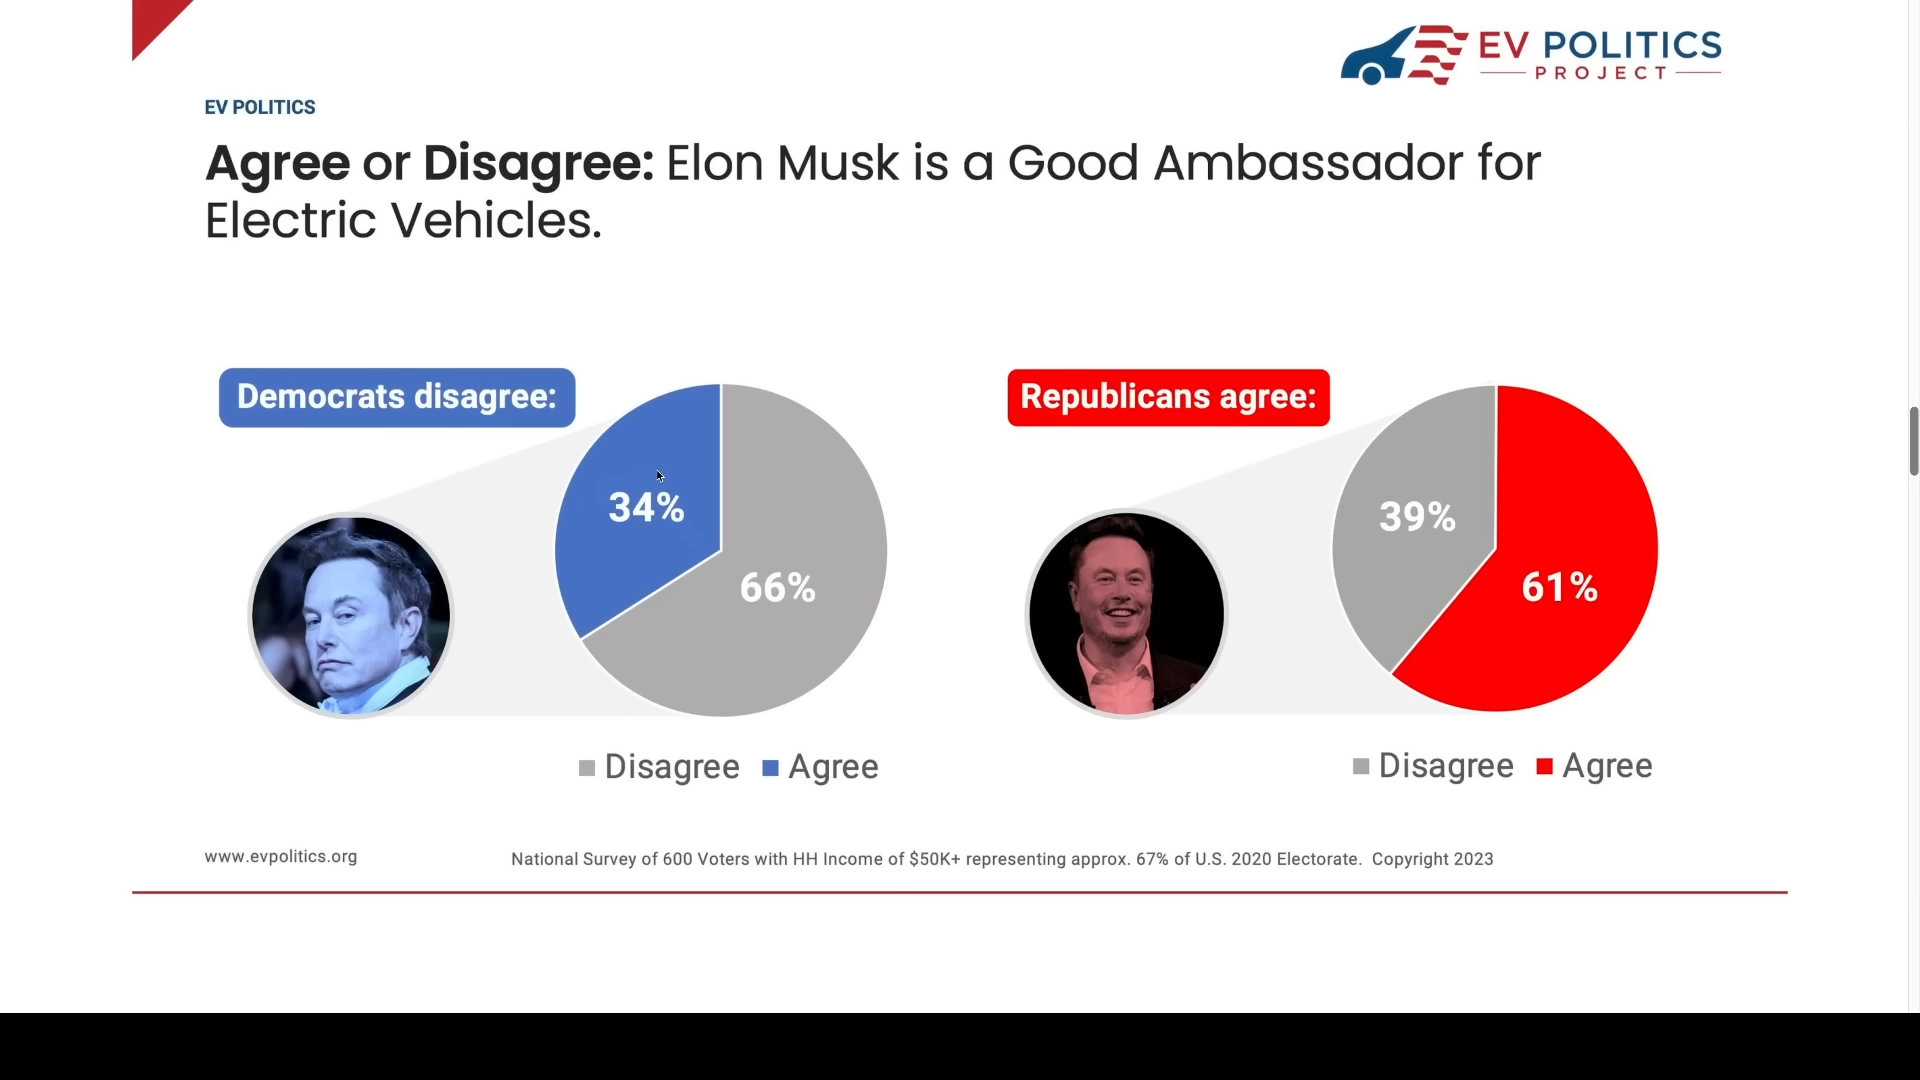 EV POLITICS
PROJECT
EV POLITICS
Agree or Disagree: Elon Musk is a Good Ambassador for
Electric Vehicles.
Democrats disagree:
34%
66%
Disagree Agree
Republicans agree:
39%
61%
Disagree Agree
www.evpolitics.org
National Survey of 600 Voters with HH Income of $50K+ representing approx. 67% of U.S. 2020 Electorate. Copyright 2023